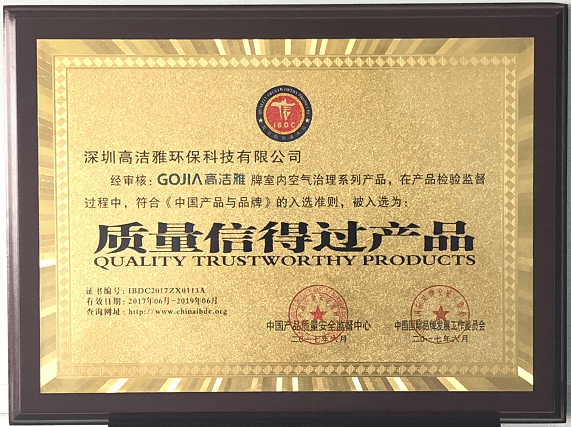 QUALITY TRUSTWORTHY PRODUCTS
IBDC
深圳高洁雅环保科技有限公司
经审核：GOJIA高洁雅 牌室内空气治理系列产品，在产品检验监督
过程中，符合《中国产品与品牌》的入选准则，被入选为：
质量信得过产品
QUALITY TRUSTWORTHY PRODUCTS
证书编号：IBDC2017ZX0113A
有效日期：2017年06月-2019年06月
查询网址：http://www.chinaibdc.org
中国产品质量安全监督中心
二〇一七年六月
中国国际品牌发展工作委员会
二〇一七年六月